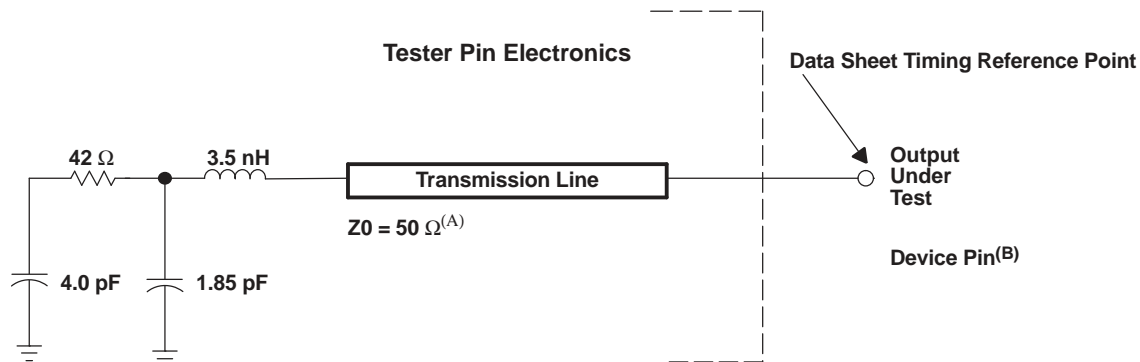 Tester Pin Electronics
Data Sheet Timing Reference Point
42 Ω
3.5 nH
Transmission Line
Output
Under
Test
Z0 = 50 Ω(A)
Device Pin(B)
4.0 pF
1.85 pF